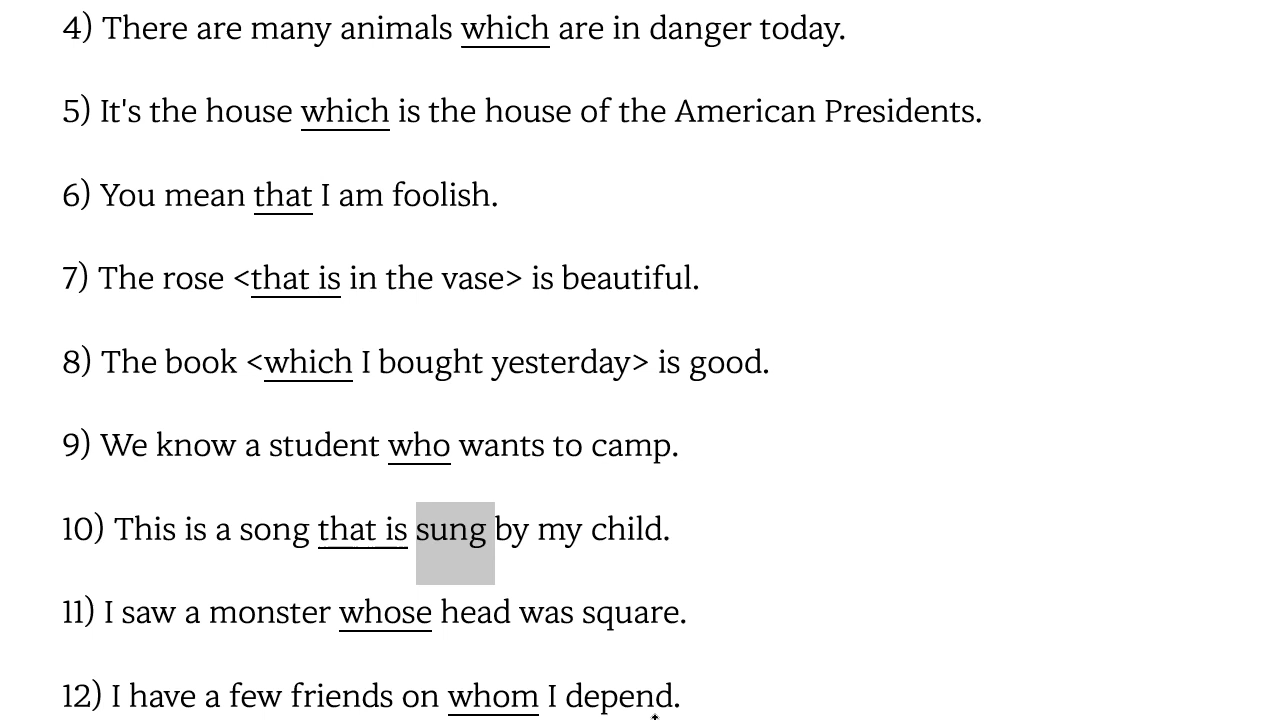 4) There are many animals which are in danger today.
5) It's the house which is the house of the American Presidents.
6) You mean that I am foolish.
7) The rose <that is in the vase> is beautiful.
8) The book <which I bought yesterday> is good.
9) We know a student who wants to camp.
10) This is a song that is sung by my child.
11) I saw a monster whose head was square.
12) I have a few friends on whom I depend.